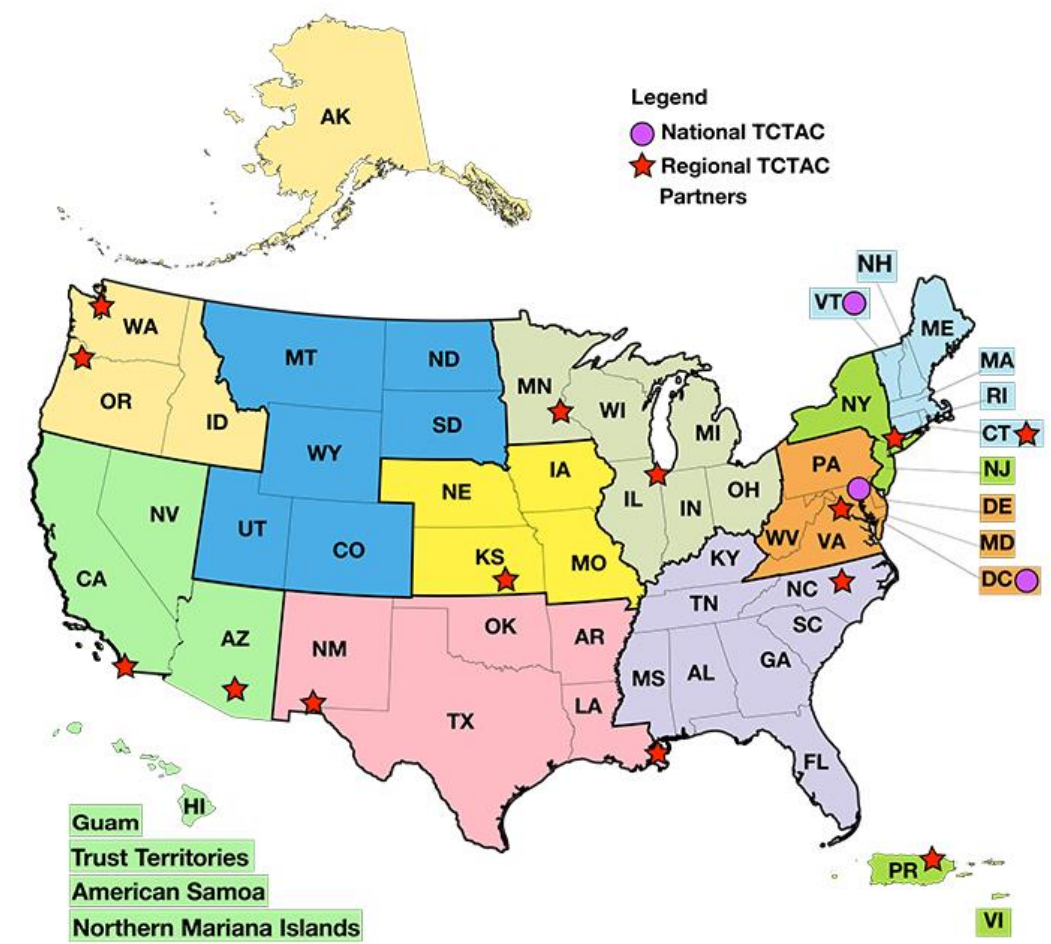 AK
Legend
National TCTAC
Regional TCTAC
Partners
NH
VT
ME
WA
MT
ND
MN
MA
OR
ID
SD
WI
MI
NY
RI
CT
WY
NE
IA
PA
NJ
NV
UT
CO
KS
MO
IL
IN
OH
WV
VA
DE
MD
DC
CA
KY
NC
TN
SC
AZ
NM
OK
AR
MS
AL
GA
TX
LA
FL
HI
Guam
Trust Territories
American Samoa
Northern Mariana Islands
PR
VI